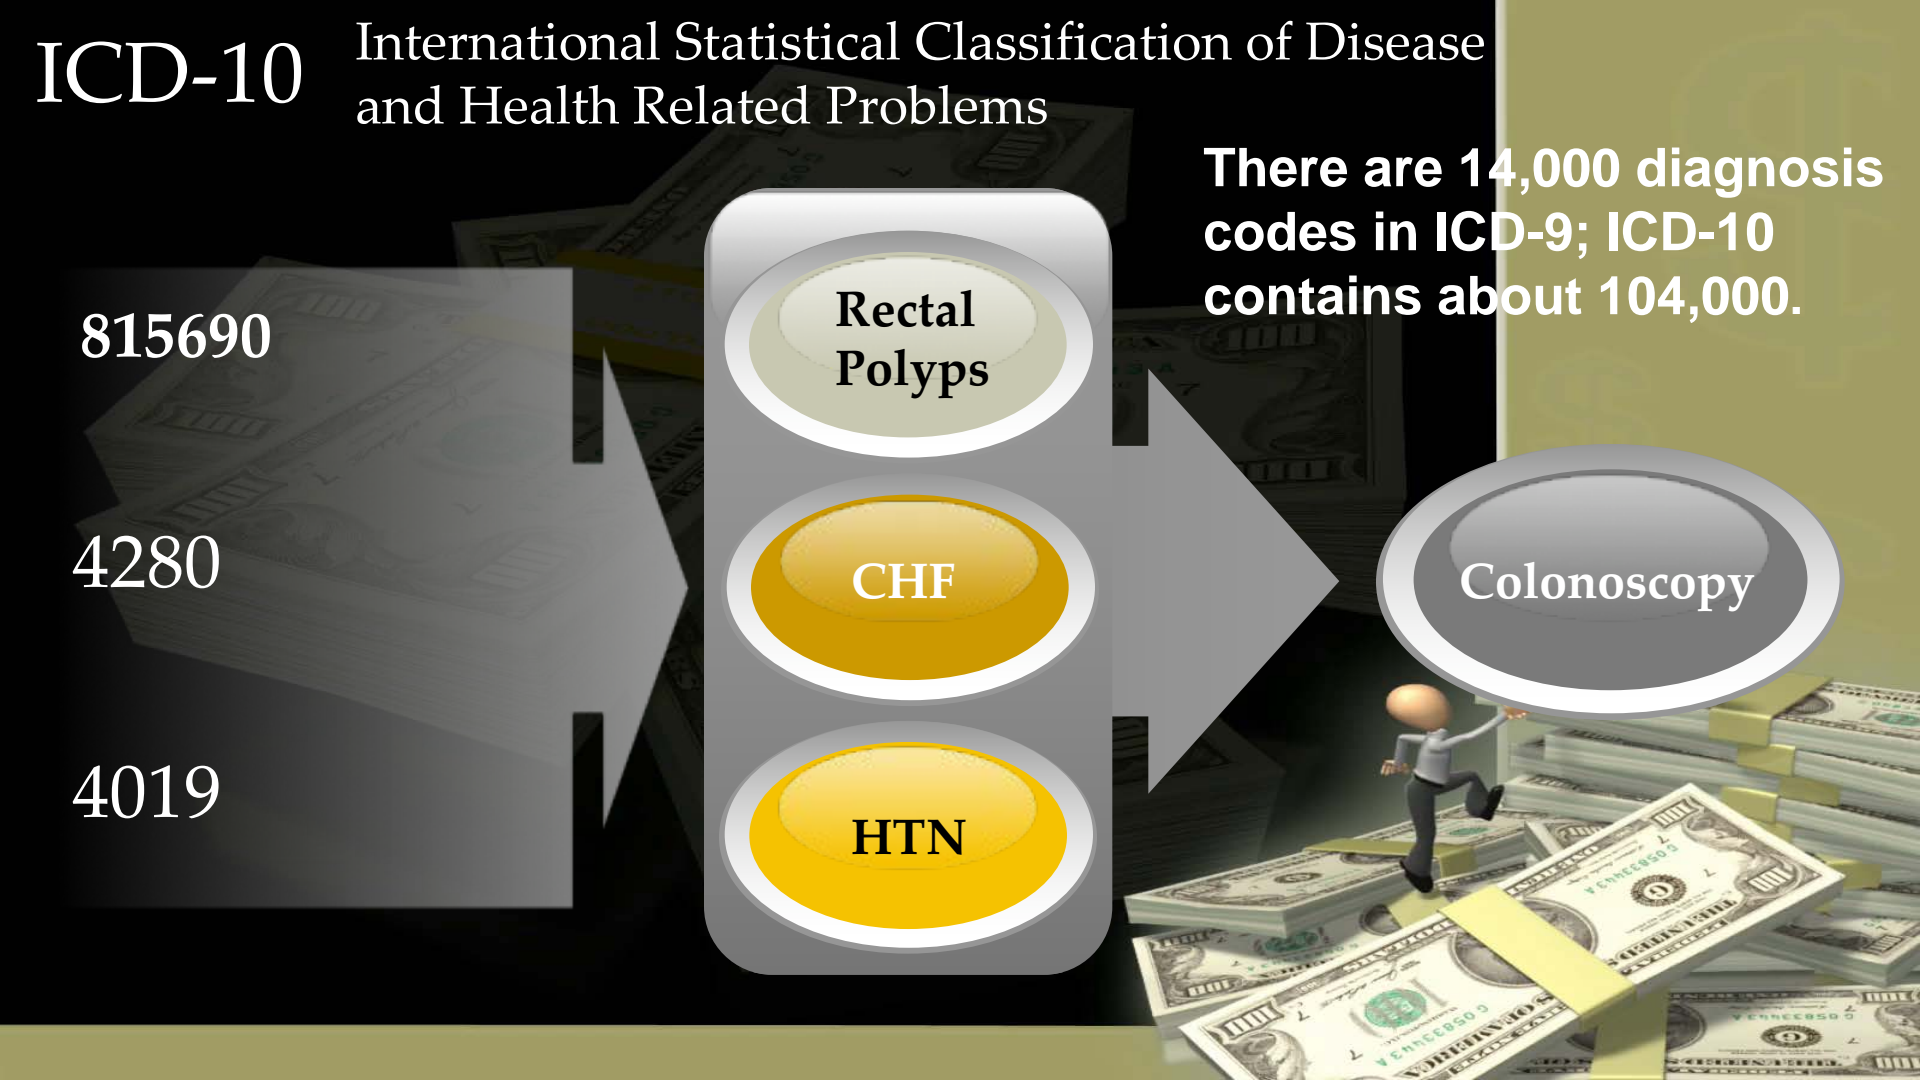 ICD-10
International Statistical Classification of Disease
and Health Related Problems
There are 14,000 diagnosis
codes in ICD-9; ICD-10
contains about 104,000.
815690
4280
4019
Rectal
Polyps
CHF
HTN
Colonoscopy